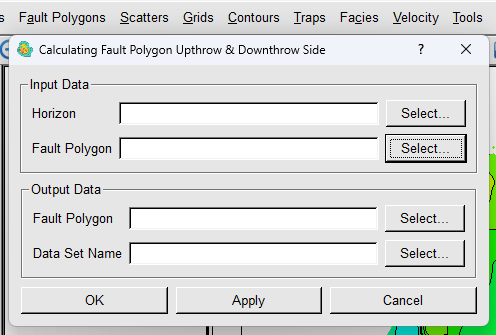 Fault Polygons Scatters Grids Contours Traps Facies Velocity Tools
Calculating Fault Polygon Upthrow & Downthrow Side ?
Input Data
Horizon Select...
Fault Polygon Select...
Output Data
Fault Polygon Select...
Data Set Name Select...
OK Apply Cancel